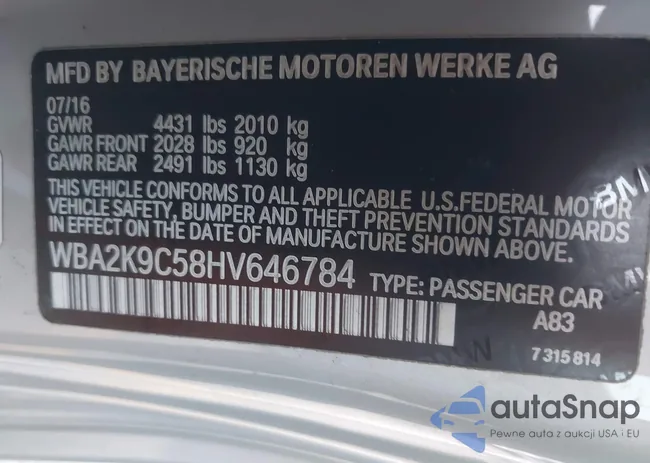 MFD BY BAYERISCHE MOTOREN WERKE AG
07/16
GVWR 4431 lbs 2010 kg
GAWR FRONT 2028 lbs 920 kg
GAWR REAR 2491 lbs 1130 kg
THIS VEHICLE CONFORMS TO ALL APPLICABLE U.S.FEDERAL MOTOR
VEHICLE SAFETY, BUMPER AND THEFT PREVENTION STANDARDS
IN EFFECT ON THE DATE OF MANUFACTURE SHOWN ABOVE.
WBA2K9C58HV646784 TYPE: PASSENGER CAR
A83
7 315 814
autoSnap
Pewne auta z aukcji USA i EU